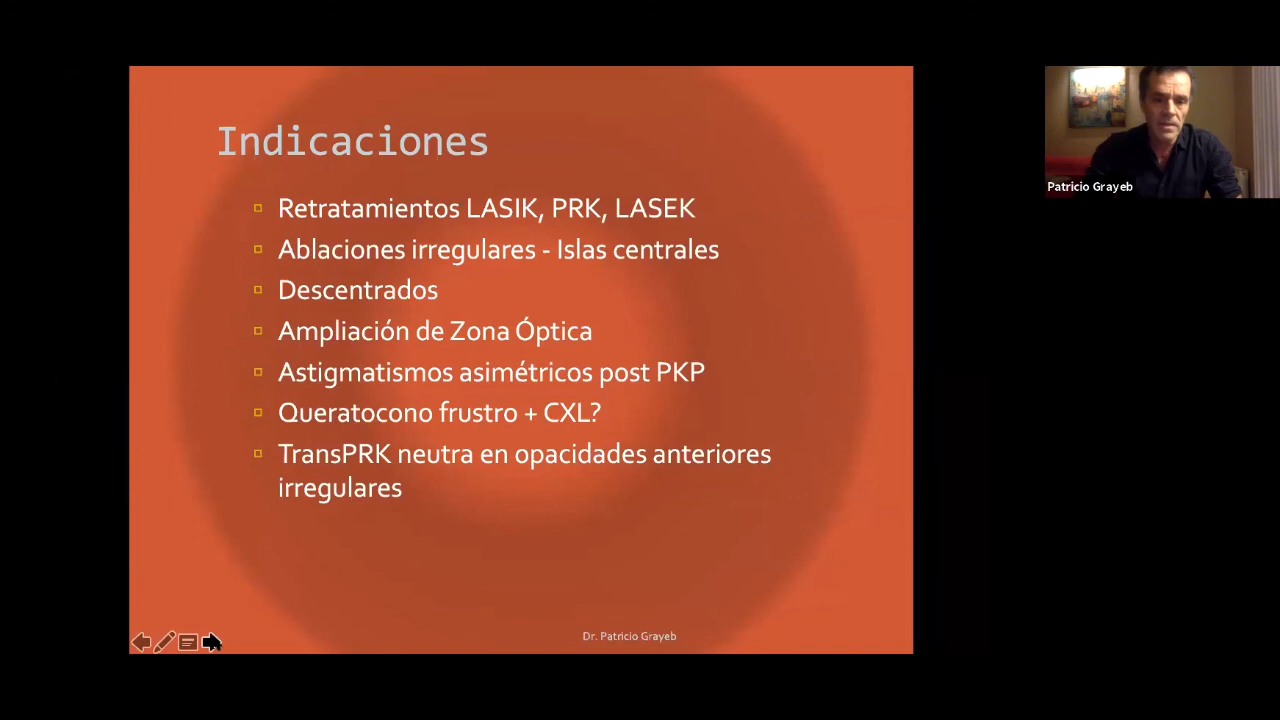 Indicaciones
Retratamientos LASIK, PRK, LASEK
Ablaciones irregulares - Islas centrales
Descentrados
Ampliación de Zona Óptica
Astigmatismos asimétricos post PKP
Queratocono frustro + CXL?
TransPRK neutra en opacidades anteriores
irregulares
Dr. Patricio Grayeb
Patricio Grayeb